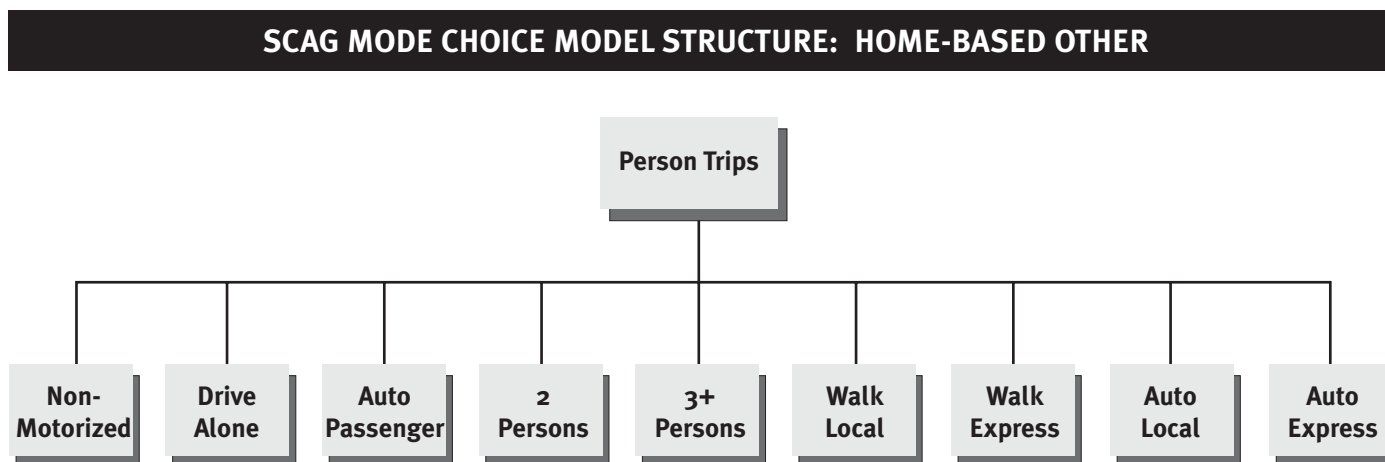 SCAG MODE CHOICE MODEL STRUCTURE: HOME-BASED OTHER
Person Trips
Non-
Motorized
Drive
Alone
Auto
Passenger
2
Persons
3+
Persons
Walk
Local
Walk
Express
Auto
Local
Auto
Express